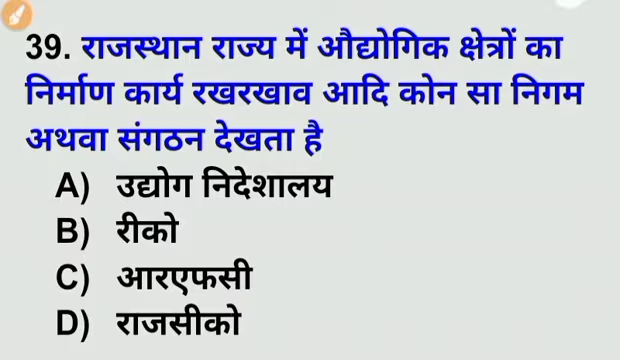 39. राजस्थान राज्य में औद्योगिक क्षेत्रों का
निर्माण कार्य रखरखाव आदि कोन सा निगम
अथवा संगठन देखता है
A) उद्योग निदेशालय
B) रीको
C) आरएफसी
D) राजसीको